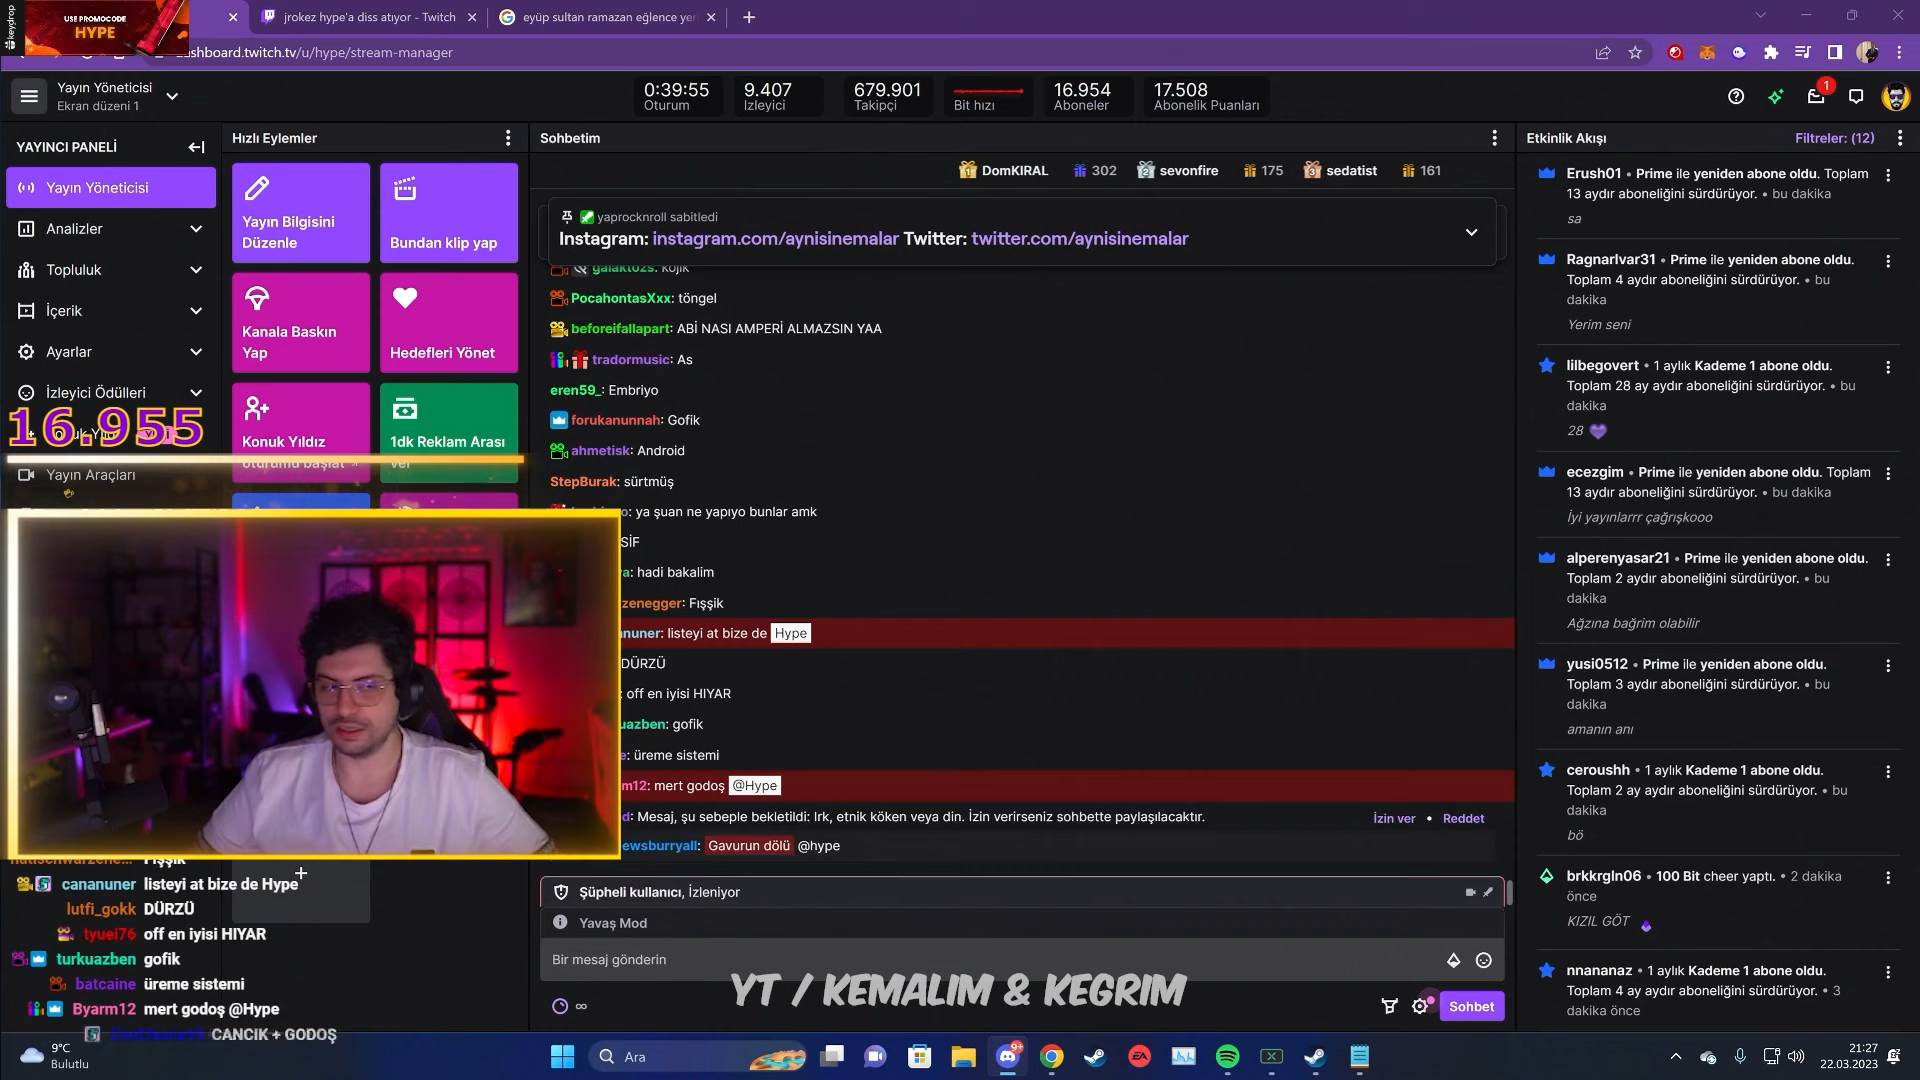 keydrop
USE PROMOCODE
HYPE
jrokez hype'a diss atıyor - Twitch
eyüp sultan ramazan eğlence yer
dashboard.twitch.tv/u/hype/stream-manager
Yayın Yöneticisi
Ekran düzeni 1
0:39:55
Oturum
9.407
İzleyici
679.901
Takipçi
Bit hızı
16.954
Aboneler
17.508
Abonelik Puanları
1
YAYINCI PANELİ
Yayın Yöneticisi
Analizler
Topluluk
İçerik
Ayarlar
İzleyici Ödülleri
16.955
Yayın Araçları
Hızlı Eylemler
Yayın Bilgisini
Düzenle
Bundan klip yap
Kanala Baskın
Yap
Hedefleri Yönet
Konuk Yıldız
oturumu başlat
1dk Reklam Arası
ver
Sohbetim
DomKIRAL 302 sevonfire 175 sedatist 161
yaprocknroll sabitledi
Instagram: instagram.com/aynisinemalar Twitter: twitter.com/aynisinemalar
galaktozs: kojik
PocahontasXxx: töngel
beforeifallapart: ABİ NASI AMPERİ ALMAZSIN YAA
tradormusic: As
eren59_: Embriyo
forukanunnah: Gofik
ahmetisk: Android
StepBurak: sürtmüş
: ya şuan ne yapıyo bunlar amk
SİF
a: hadi bakalim
zenegger: Fışşik
anuner: listeyi at bize de Hype
DÜRZÜ
: off en iyisi HIYAR
uazben: gofik
e: üreme sistemi
m12: mert godoş @Hype
d: Mesaj, şu sebeple bekletildi: Irk, etnik köken veya din. İzin verirseniz sohbette paylaşılacaktır.
İzin ver • Reddet
ewsburryall: Gavurun dölü @hype
Şüpheli kullanıcı, İzleniyor
Yavaş Mod
Bir mesaj gönderin
Sohbet
YT / KEMALIM & KEGRIM
Etkinlik Akışı
Filtreler: (12)
Erush01 • Prime ile yeniden abone oldu. Toplam
13 aydır aboneliğini sürdürüyor. • bu dakika
sa
RagnarIvar31 • Prime ile yeniden abone oldu.
Toplam 4 aydır aboneliğini sürdürüyor. • bu
dakika
Yerim seni
lilbegovert • 1 aylık Kademe 1 abone oldu.
Toplam 28 ay aydır aboneliğini sürdürüyor. • bu
dakika
28
ecezgim • Prime ile yeniden abone oldu. Toplam
13 aydır aboneliğini sürdürüyor. • bu dakika
İyi yayınlarrr çağrışkooo
alperenyasar21 • Prime ile yeniden abone oldu.
Toplam 2 aydır aboneliğini sürdürüyor. • bu
dakika
Ağzına bağrim olabilir
yusi0512 • Prime ile yeniden abone oldu.
Toplam 3 aydır aboneliğini sürdürüyor. • bu
dakika
amanın anı
ceroushh • 1 aylık Kademe 1 abone oldu.
Toplam 2 ay aydır aboneliğini sürdürüyor. • bu
dakika
bö
brkkrgln06 • 100 Bit cheer yaptı. • 2 dakika
önce
KIZIL GÖT
nnananaz • 1 aylık Kademe 1 abone oldu.
Toplam 4 ay aydır aboneliğini sürdürüyor. • 3
dakika önce
Fışşik
cananuner listeyi at bize de Hype
lutfi_gokk DÜRZÜ
tyuei76 off en iyisi HIYAR
turkuazben gofik
batcaine üreme sistemi
Byarm12 mert godoş @Hype
CANCIK + GODOŞ
9°C
Bulutlu
Ara
9+
21:27
22.03.2023